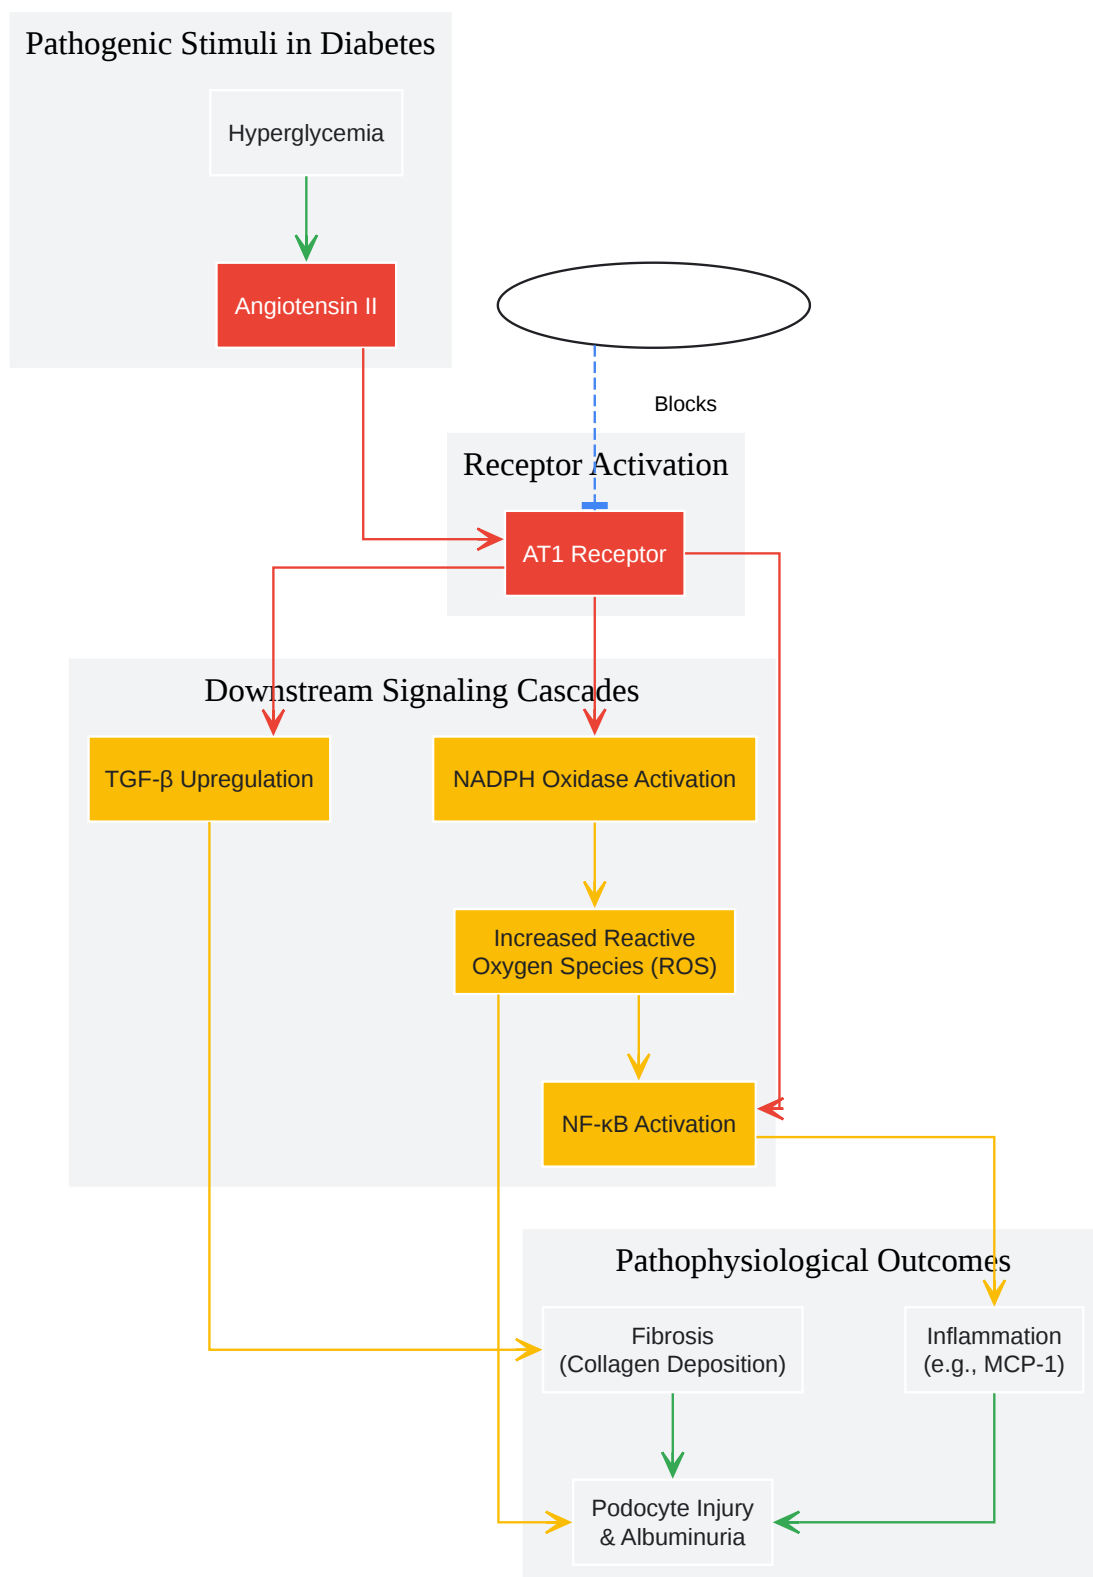 Pathogenic Stimuli in Diabetes
Hyperglycemia
Angiotensin II
Blocks
Receptor Activation
AT1 Receptor
Downstream Signaling Cascades
TGF-β Upregulation
NADPH Oxidase Activation
Increased Reactive
Oxygen Species (ROS)
NF-κB Activation
Pathophysiological Outcomes
Fibrosis
(Collagen Deposition)
Inflammation
(e.g., MCP-1)
Podocyte Injury
& Albuminuria